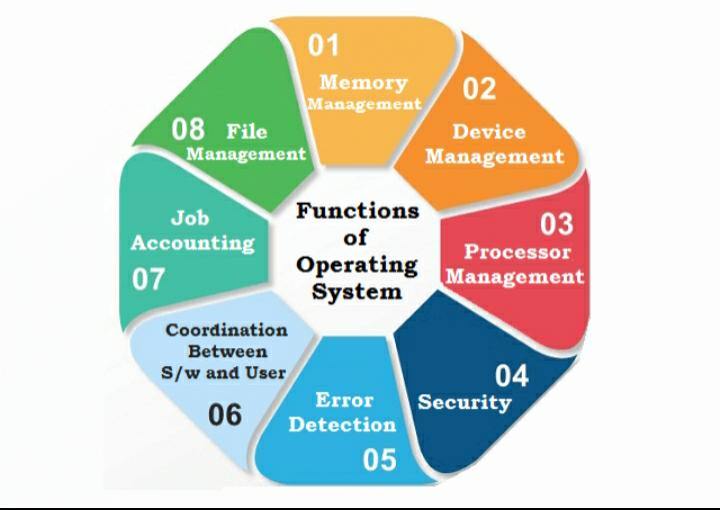 01
Memory
Management
02
Device
Management
03
Processor
Management
04
Security
Error
Detection
05
Coordination
Between
S/w and User
06
Job
Accounting
07
08 File
Management
Functions
of
Operating
System